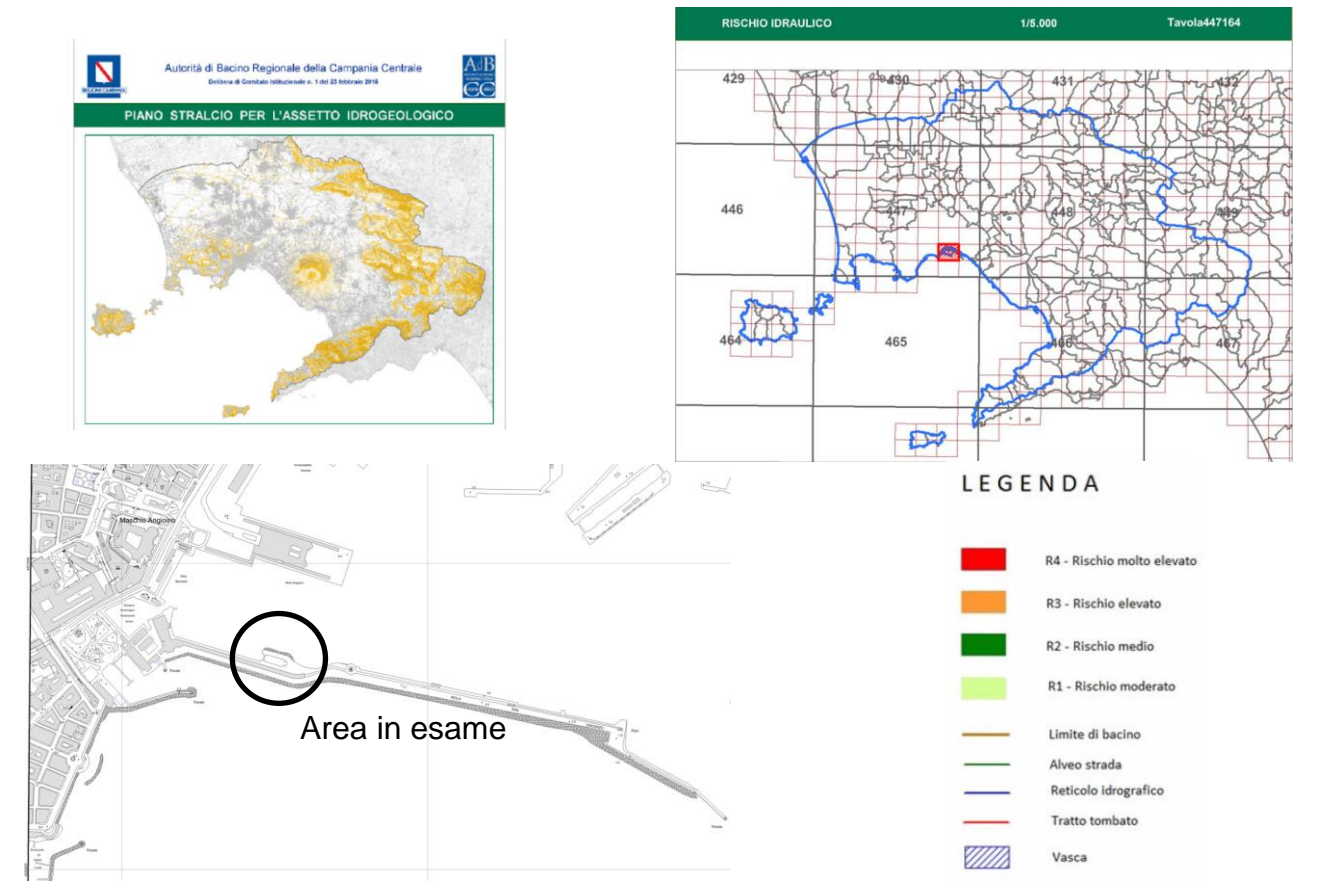 REGIONE CAMPANIA
Autorità di Bacino Regionale della Campania Centrale
Delibera di Comitato Istituzionale n. 1 del 23 febbraio 2015
AdB
PIANO STRALCIO PER L'ASSETTO IDROGEOLOGICO
RISCHIO IDRAULICO 1/5.000 Tavola447164
429 430 431 432
446 447 448 449
464 465 466 467
Maschio Angioino
Area in esame
LEGENDA
R4 - Rischio molto elevato
R3 - Rischio elevato
R2 - Rischio medio
R1 - Rischio moderato
Limite di bacino
Alveo strada
Reticolo idrografico
Tratto tombato
Vasca